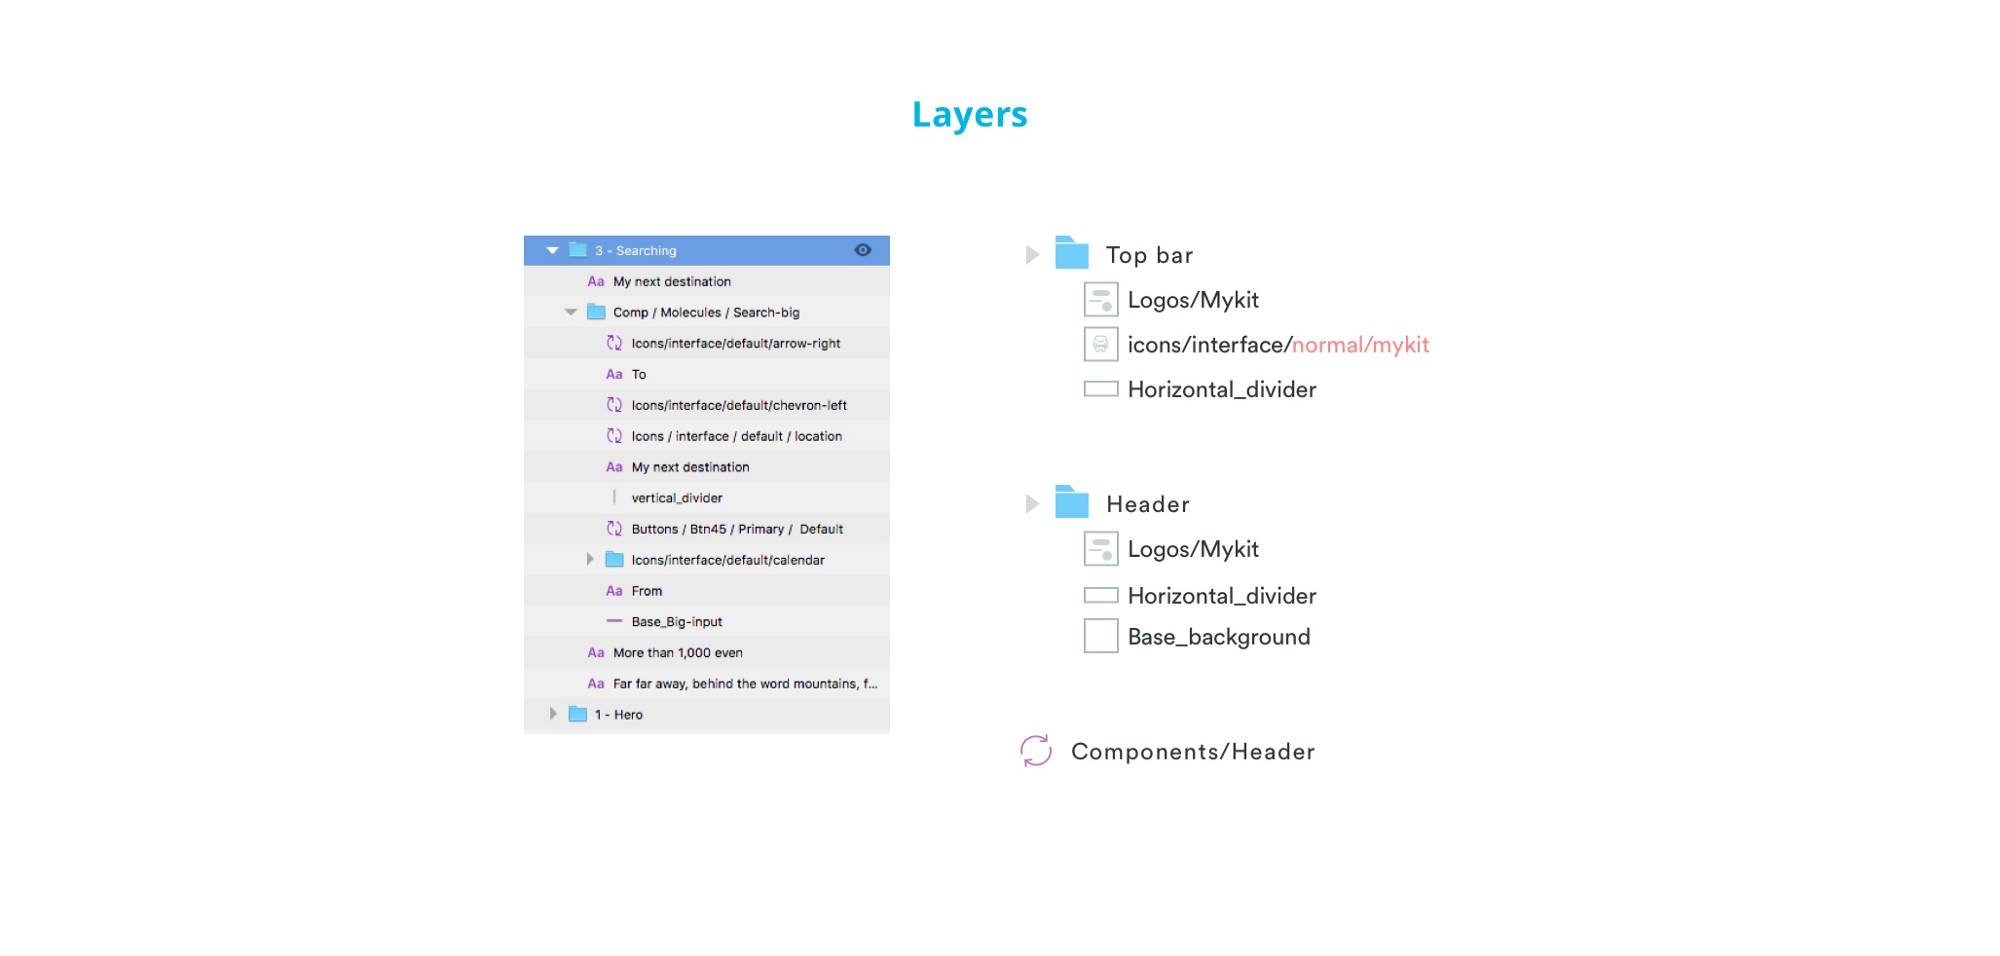 Layers
3 - Searching
Aa My next destination
Comp / Molecules / Search-big
Icons/interface/default/arrow-right
Aa To
Icons/interface/default/chevron-left
Icons / interface / default / location
Aa My next destination
vertical_divider
Buttons / Btn45 / Primary /  Default
Icons/interface/default/calendar
Aa From
Base_Big-input
Aa More than 1,000 even
Aa Far far away, behind the word mountains, f...
1 - Hero
Top bar
Logos/Mykit
icons/interface/normal/mykit
Horizontal_divider
Header
Logos/Mykit
Horizontal_divider
Base_background
Components/Header